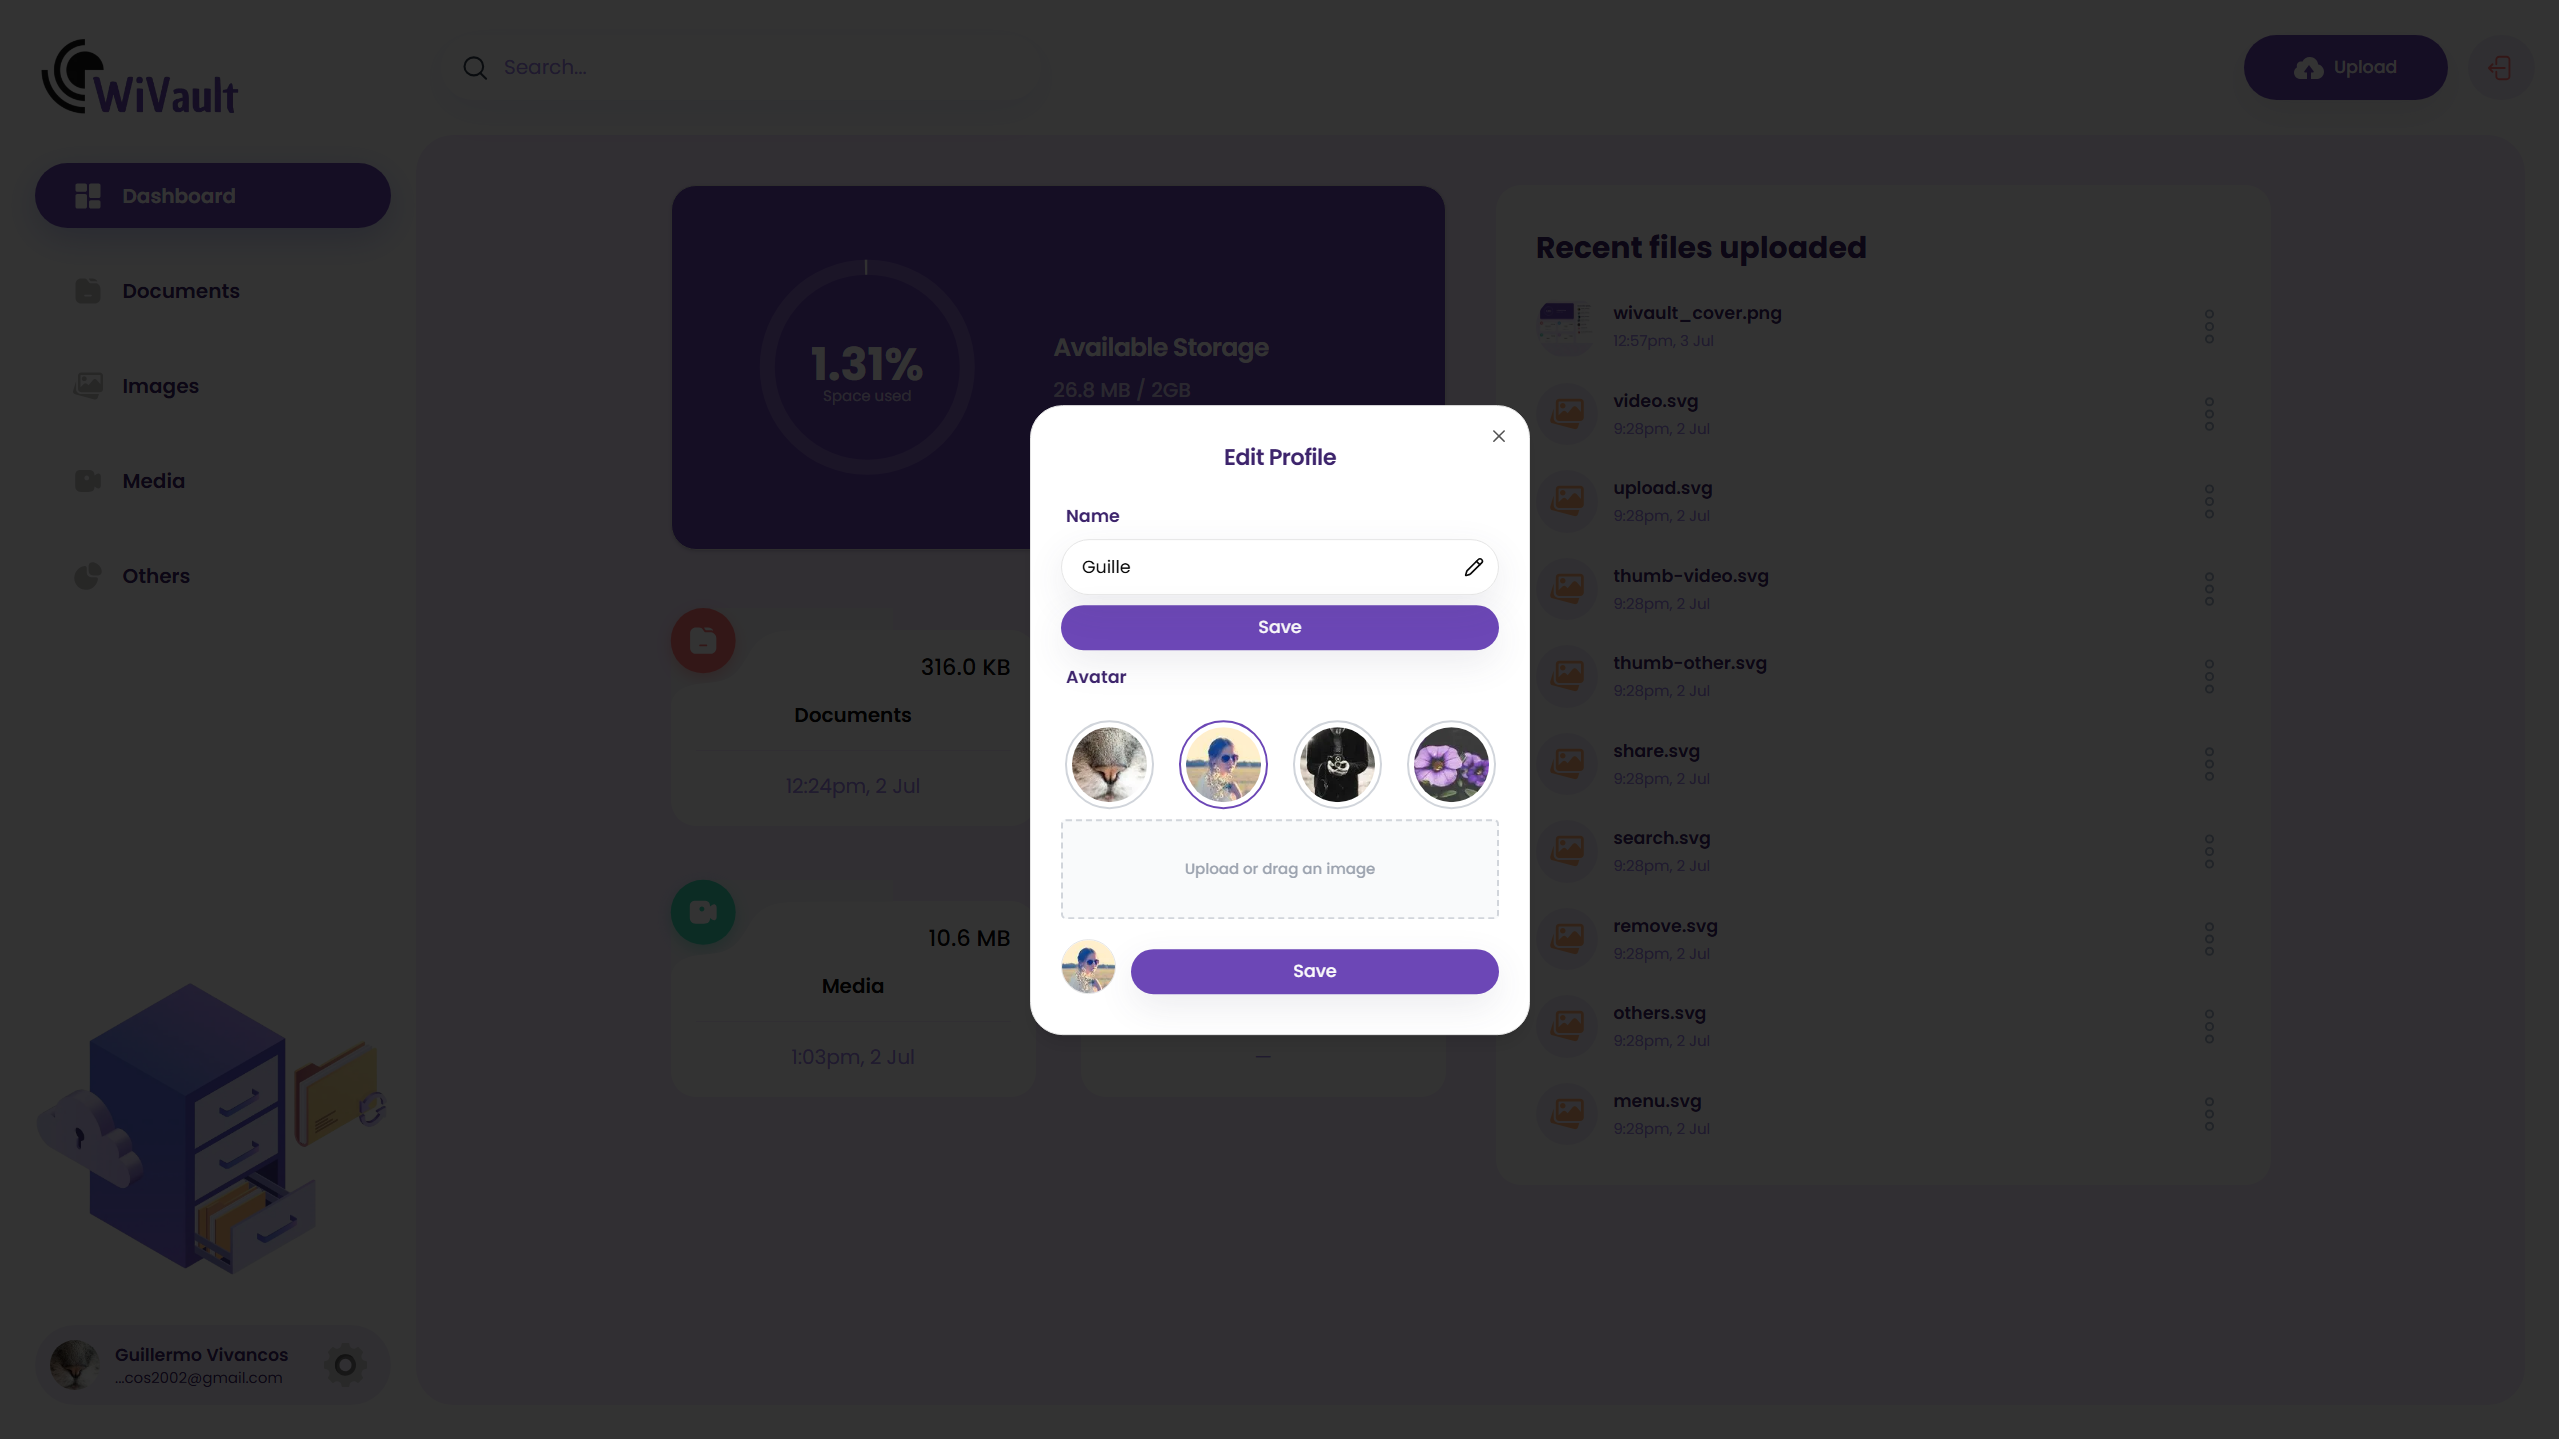 WiVault
Search...
Upload
Dashboard
Documents
Images
Media
Others
Guillermo Vivancos
...cos2002@gmail.com
1.31%
Space used
Available Storage
26.8 MB / 2GB
316.0 KB
Documents
12:24pm, 2 Jul
10.6 MB
Media
1:03pm, 2 Jul
—
Edit Profile
Name
Guille
Save
Avatar
Upload or drag an image
Save
Recent files uploaded
wivault_cover.png
12:57pm, 3 Jul
video.svg
9:28pm, 2 Jul
upload.svg
9:28pm, 2 Jul
thumb-video.svg
9:28pm, 2 Jul
thumb-other.svg
9:28pm, 2 Jul
share.svg
9:28pm, 2 Jul
search.svg
9:28pm, 2 Jul
remove.svg
9:28pm, 2 Jul
others.svg
9:28pm, 2 Jul
menu.svg
9:28pm, 2 Jul